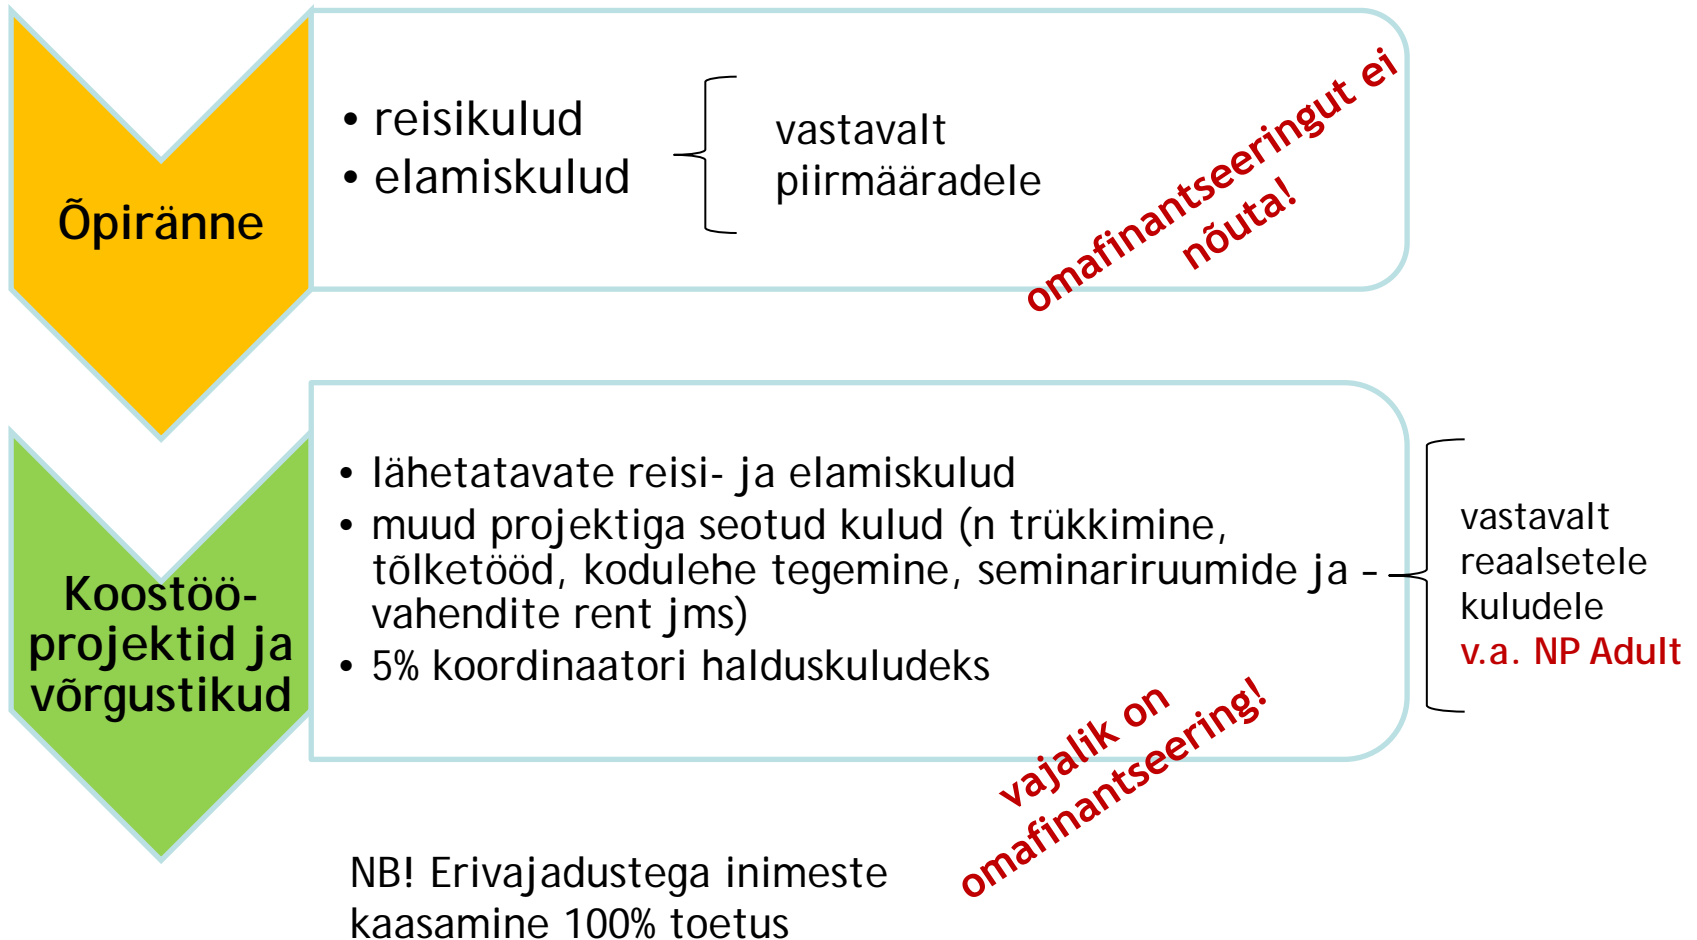 Õpiränne
• reisikulud
• elamiskulud
vastavalt
piirmääradele
omafinantseeringut ei
nõuta!
Koostöö-
projektid ja
võrgustikud
• lähetatavate reisi- ja elamiskulud
• muud projektiga seotud kulud (n trükkimine,
tõlketööd, kodulehe tegemine, seminariruumide ja –
vahendite rent jms)
• 5% koordinaatori halduskuludeks
vastavalt
reaalsetele
kuludele
v.a. NP Adult
vajalik on
omafinantseering!
NB! Erivajadustega inimeste
kaasamine 100% toetus